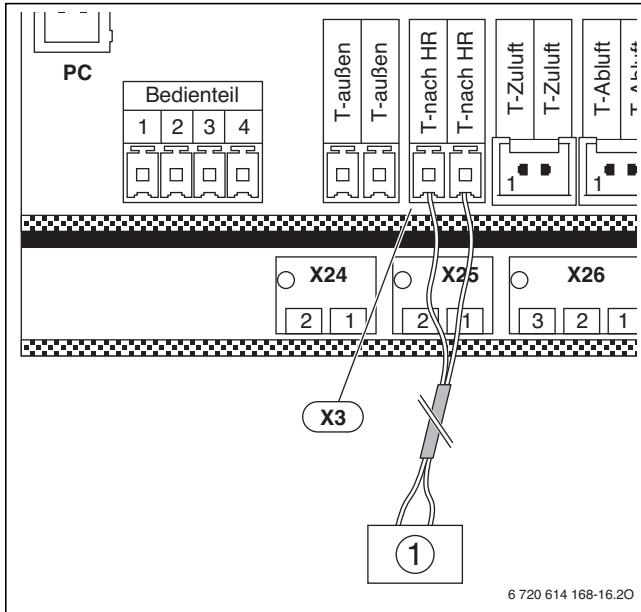 PC
Bedienteil
1 2 3 4
T-außen
T-außen
T-nach HR
T-nach HR
T-Zuluft
T-Zuluft
T-Abluft
1
1
X24
2 1
X25
2 1
X26
3 2 1
X3
1
6 720 614 168-16.2O